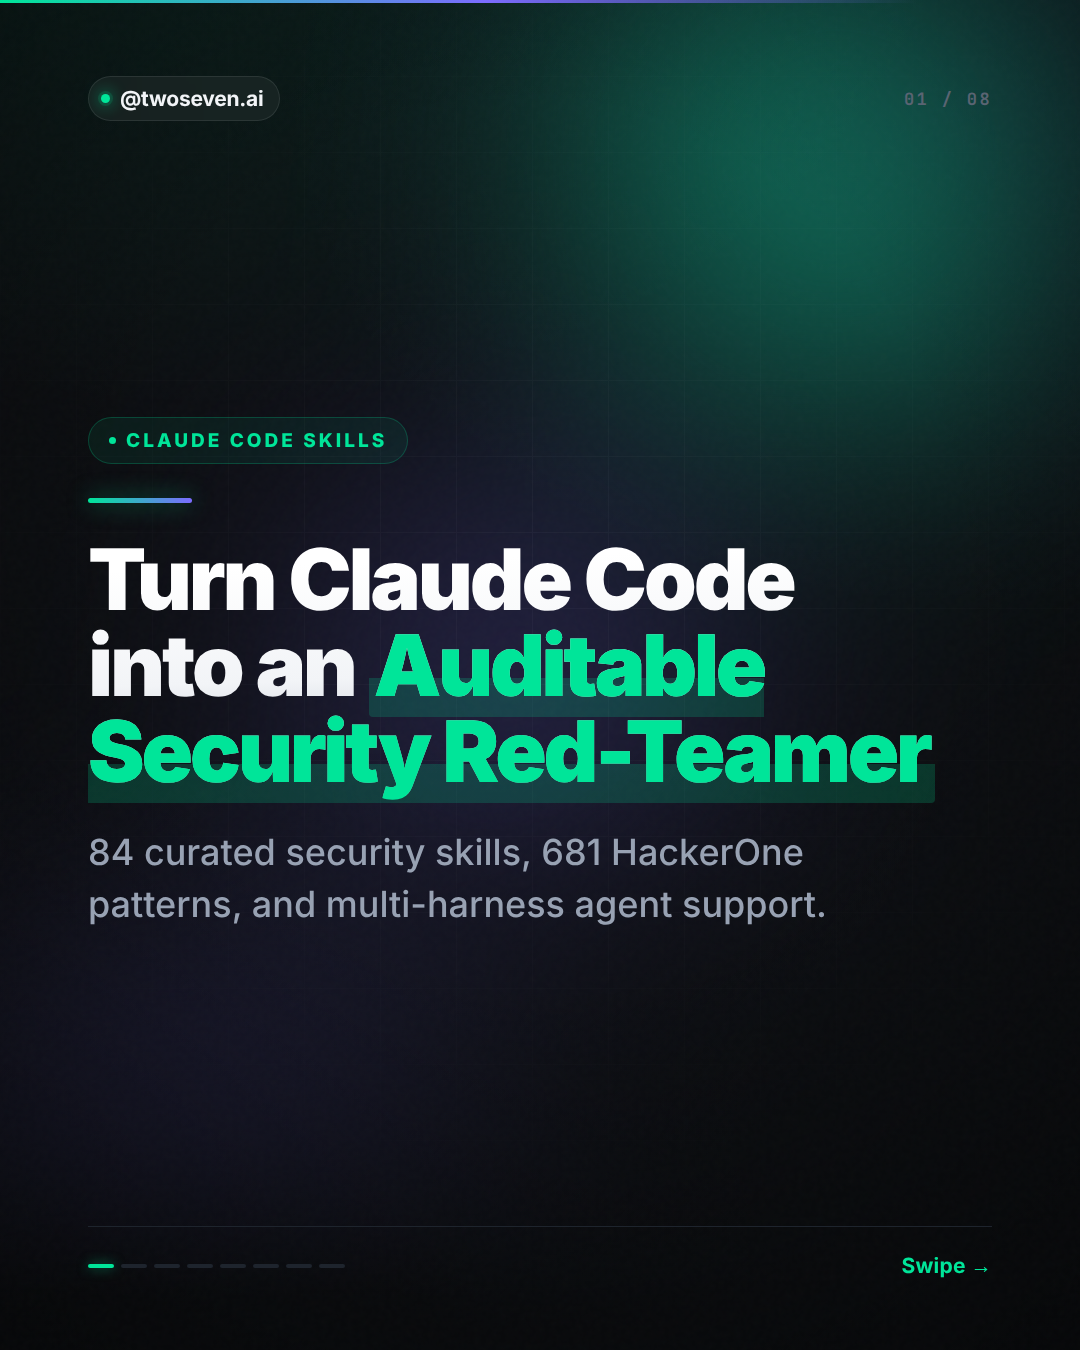 @twoseven.ai
01 / 08
• CLAUDE CODE SKILLS
Turn Claude Code
into an Auditable
Security Red-Teamer
84 curated security skills, 681 HackerOne
patterns, and multi-harness agent support.
Swipe →